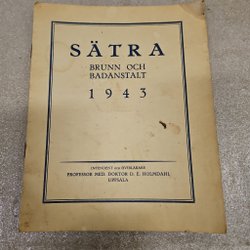 SÄTRA
BRUNN OCH
BADANSTALT
1943
INTENDENT OCH ÖVERLÄKARE
PROFESSOR MED. DOKTOR D. E. HOLMDAHL,
UPPSALA